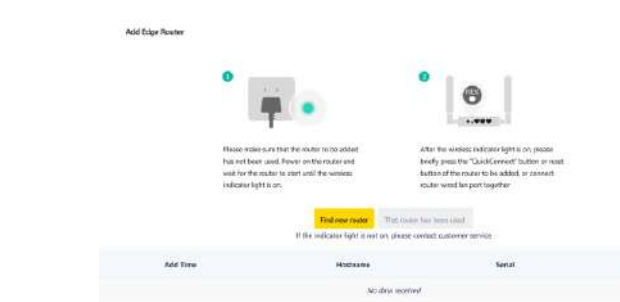 Add Edge Router
1
2
Please make sure that the router to be added
has not been used. Power on the router and
wait for the router to start until the wireless
indicator light is on.
After the wireless indicator light is on, please
briefly press the "QuickConnect" button or reset
button of the router to be added, or connect
router wired lan port together
RES
Find new router
That router has been used
If the indicator light is not on, please contact customer service
Add Time Hostname Serial
No data received